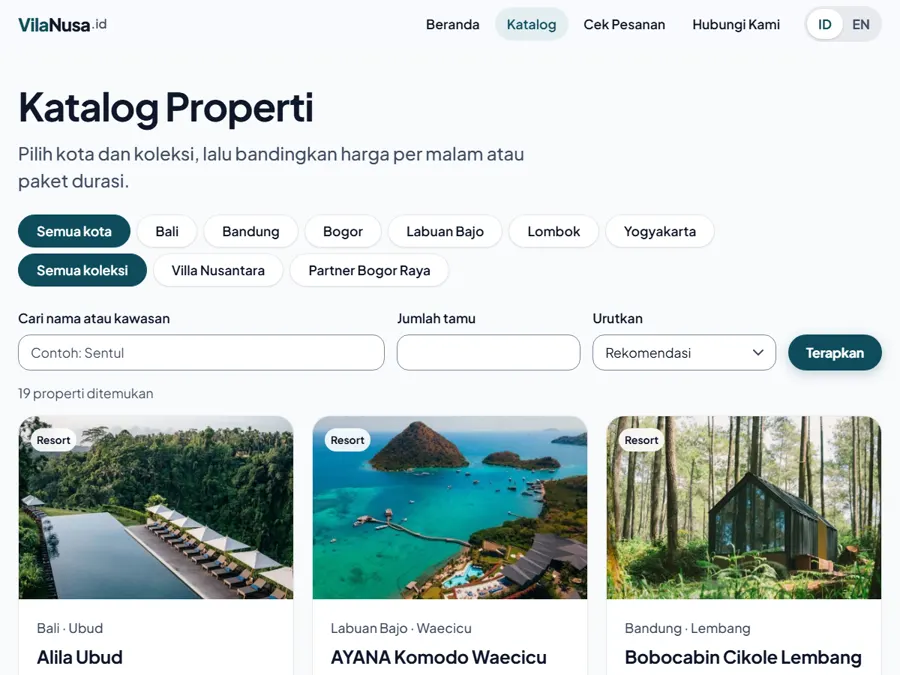 VilaNusa.id
Beranda Katalog Cek Pesanan Hubungi Kami ID EN
Katalog Properti
Pilih kota dan koleksi, lalu bandingkan harga per malam atau
paket durasi.
Semua kota Bali Bandung Bogor Labuan Bajo Lombok Yogyakarta
Semua koleksi Villa Nusantara Partner Bogor Raya
Cari nama atau kawasan Jumlah tamu Urutkan
Contoh: Sentul Rekomendasi Terapkan
19 properti ditemukan
Resort Resort Resort
Bali · Ubud Labuan Bajo · Waecicu Bandung · Lembang
Alila Ubud AYANA Komodo Waecicu Bobocabin Cikole Lembang